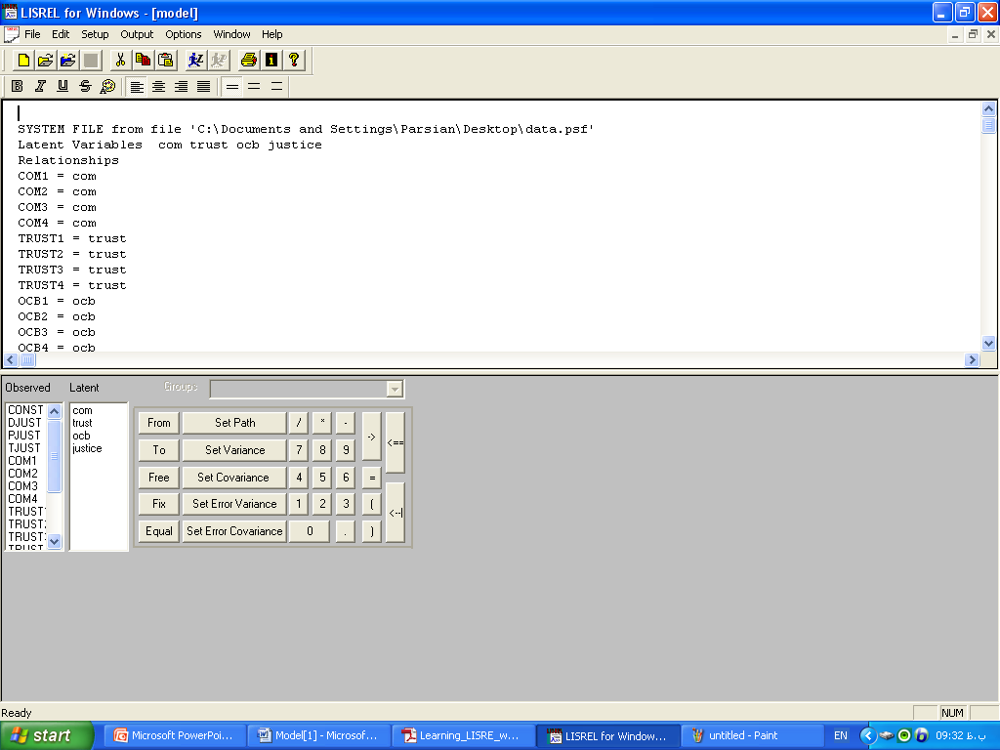 LISREL for Windows - [model]
File Edit Setup Output Options Window Help
B I U S
SYSTEM FILE from file 'C:\Documents and Settings\Parsian\Desktop\data.psf'
Latent Variables  com trust ocb justice
Relationships
COM1 = com
COM2 = com
COM3 = com
COM4 = com
TRUST1 = trust
TRUST2 = trust
TRUST3 = trust
TRUST4 = trust
OCB1 = ocb
OCB2 = ocb
OCB3 = ocb
OCB4 = ocb
Observed Latent Groups
CONST
DJUST
PJUST
TJUST
COM1
COM2
COM3
COM4
TRUST
TRUST
TRUST
TRUST
com
trust
ocb
justice
From Set Path / * - -> <==
To Set Variance 7 8 9
Free Set Covariance 4 5 6 =
Fix Set Error Variance 1 2 3 ( <--|
Equal Set Error Covariance 0 . )
Ready NUM
start Microsoft PowerPoi... Model[1] - Microsof... Learning_LISRE_w... LISREL for Window... untitled - Paint EN 09:32 ب.ظ